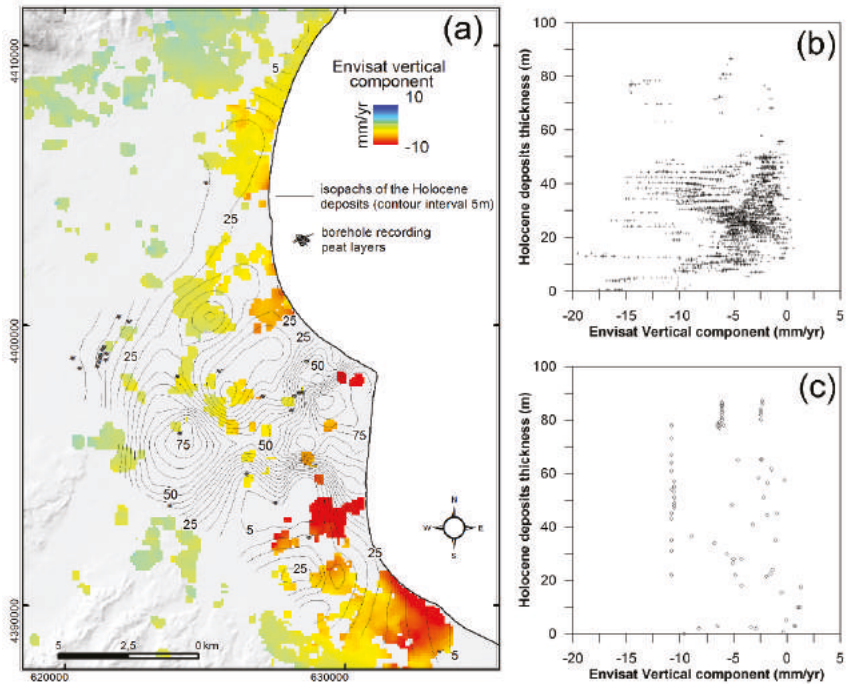 (a)
Envisat vertical
component
10
mm/yr
-10
isopachs of the Holocene
deposits (contour interval 5m)
borehole recording
peat layers
4410000
4400000
4390000
5
25
25
25
25
50
75
50
50
25
5
25
25
5
N
W E
S
5 2,5 0 km
620000 630000
(b)
Holocene deposits thickness (m)
100
80
60
40
20
0
-20 -15 -10 -5 0 5
Envisat Vertical component (mm/yr)
(c)
Holocene deposits thickness (m)
100
80
60
40
20
0
-20 -15 -10 -5 0 5
Envisat Vertical component (mm/yr)